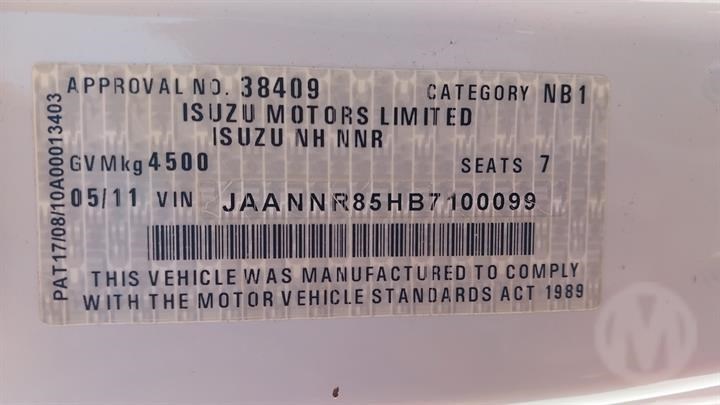 APPROVAL NO. 38409 CATEGORY NB1
ISUZU MOTORS LIMITED
ISUZU NH NNR
GVMkg 4500 SEATS 7
05/11 VIN JAANNR85HB7100099
THIS VEHICLE WAS MANUFACTURED TO COMPLY
WITH THE MOTOR VEHICLE STANDARDS ACT 1989
PAT17/08/10A00013403
M